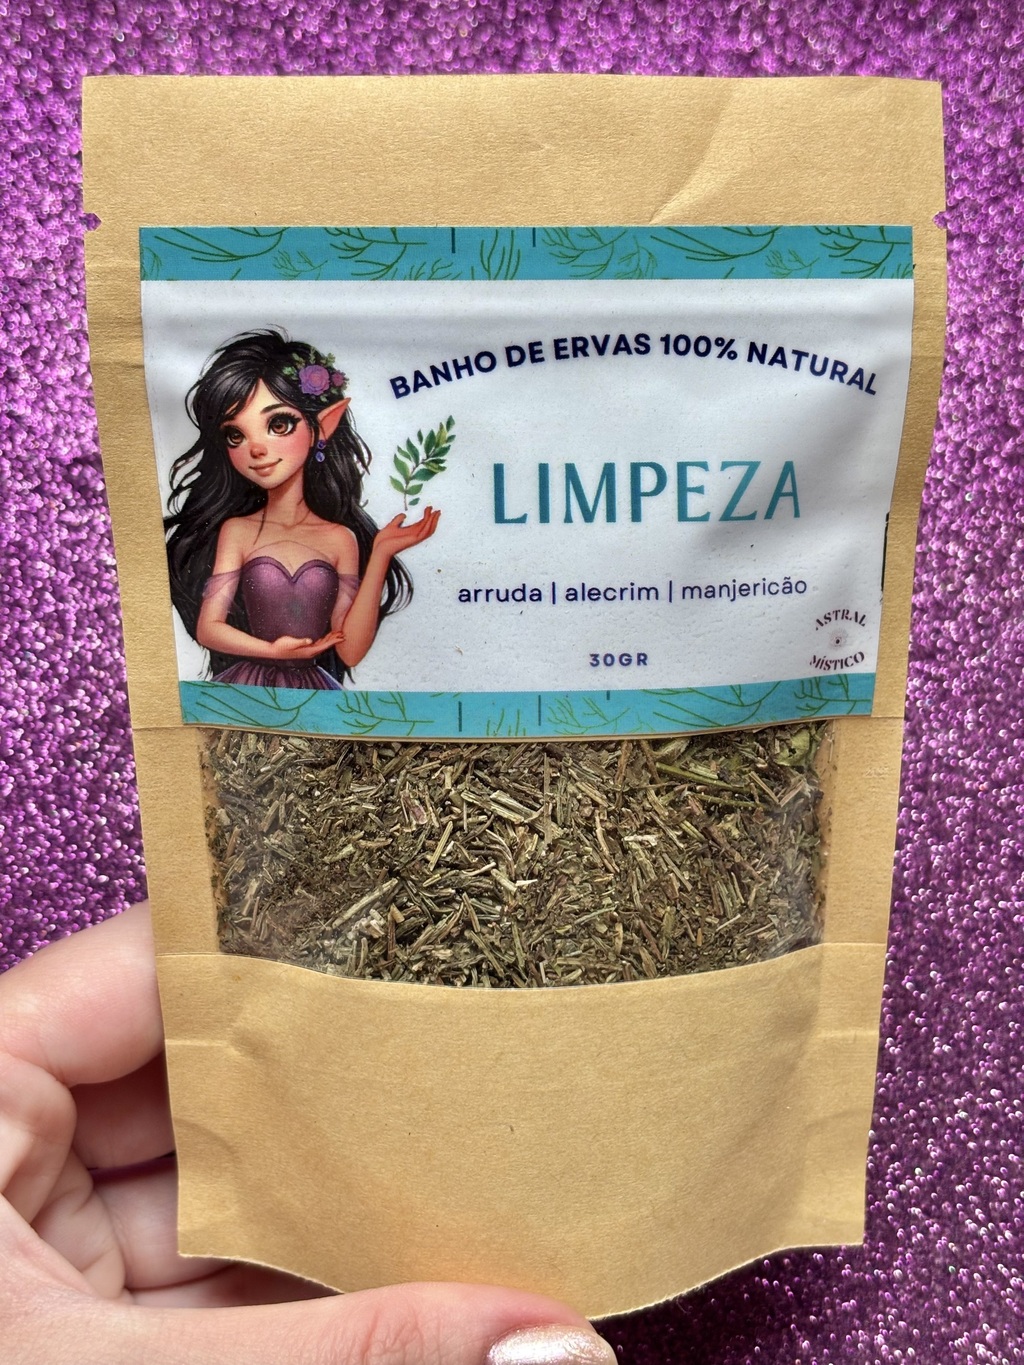 BANHO DE ERVAS 100% NATURAL
LIMPEZA
arruda | alecrim | manjericão
30GR
ASTRAL
MÍSTICO